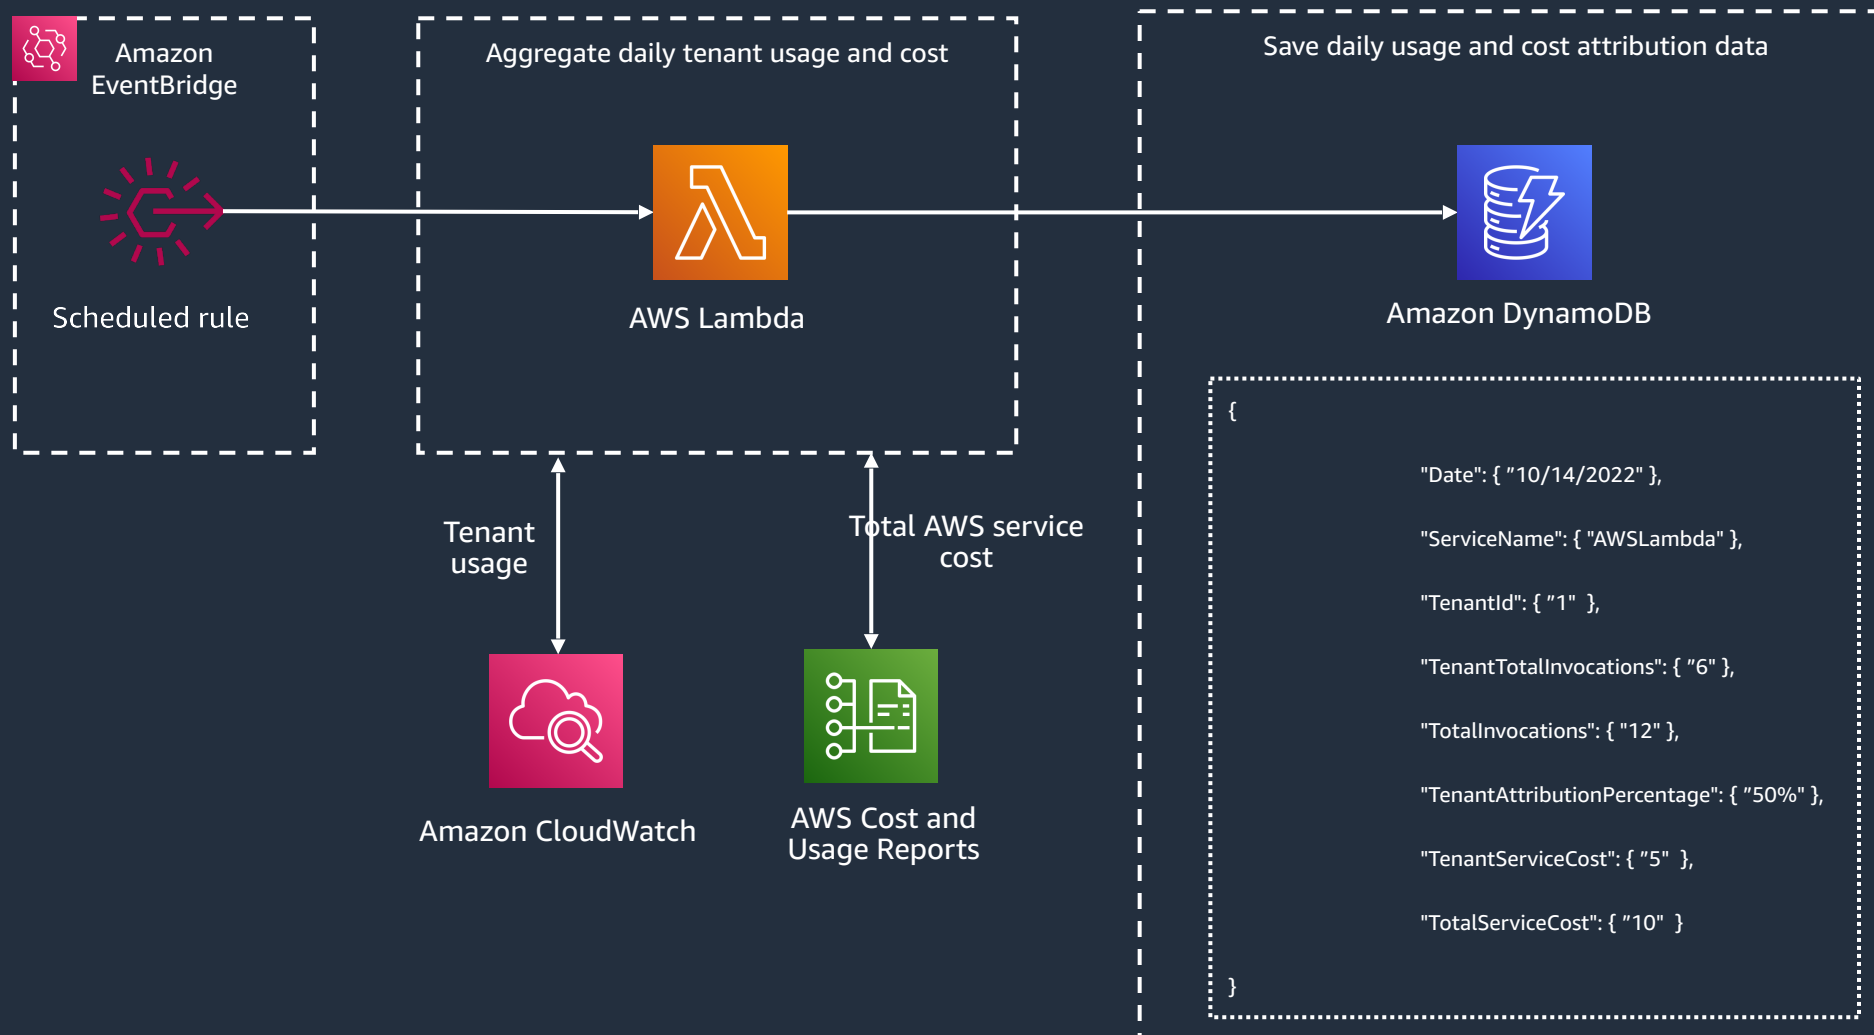 Amazon
EventBridge
Scheduled rule
Aggregate daily tenant usage and cost
AWS Lambda
Tenant
usage
Total AWS service
cost
Amazon CloudWatch
AWS Cost and
Usage Reports
Save daily usage and cost attribution data
Amazon DynamoDB
{
"Date": { ”10/14/2022" },
"ServiceName": { "AWSLambda" },
"TenantId": { ”1"  },
"TenantTotalInvocations": { ”6" },
"TotalInvocations": { "12" },
"TenantAttributionPercentage": { ”50%" },
"TenantServiceCost": { ”5"  },
"TotalServiceCost": { ”10"  }
}